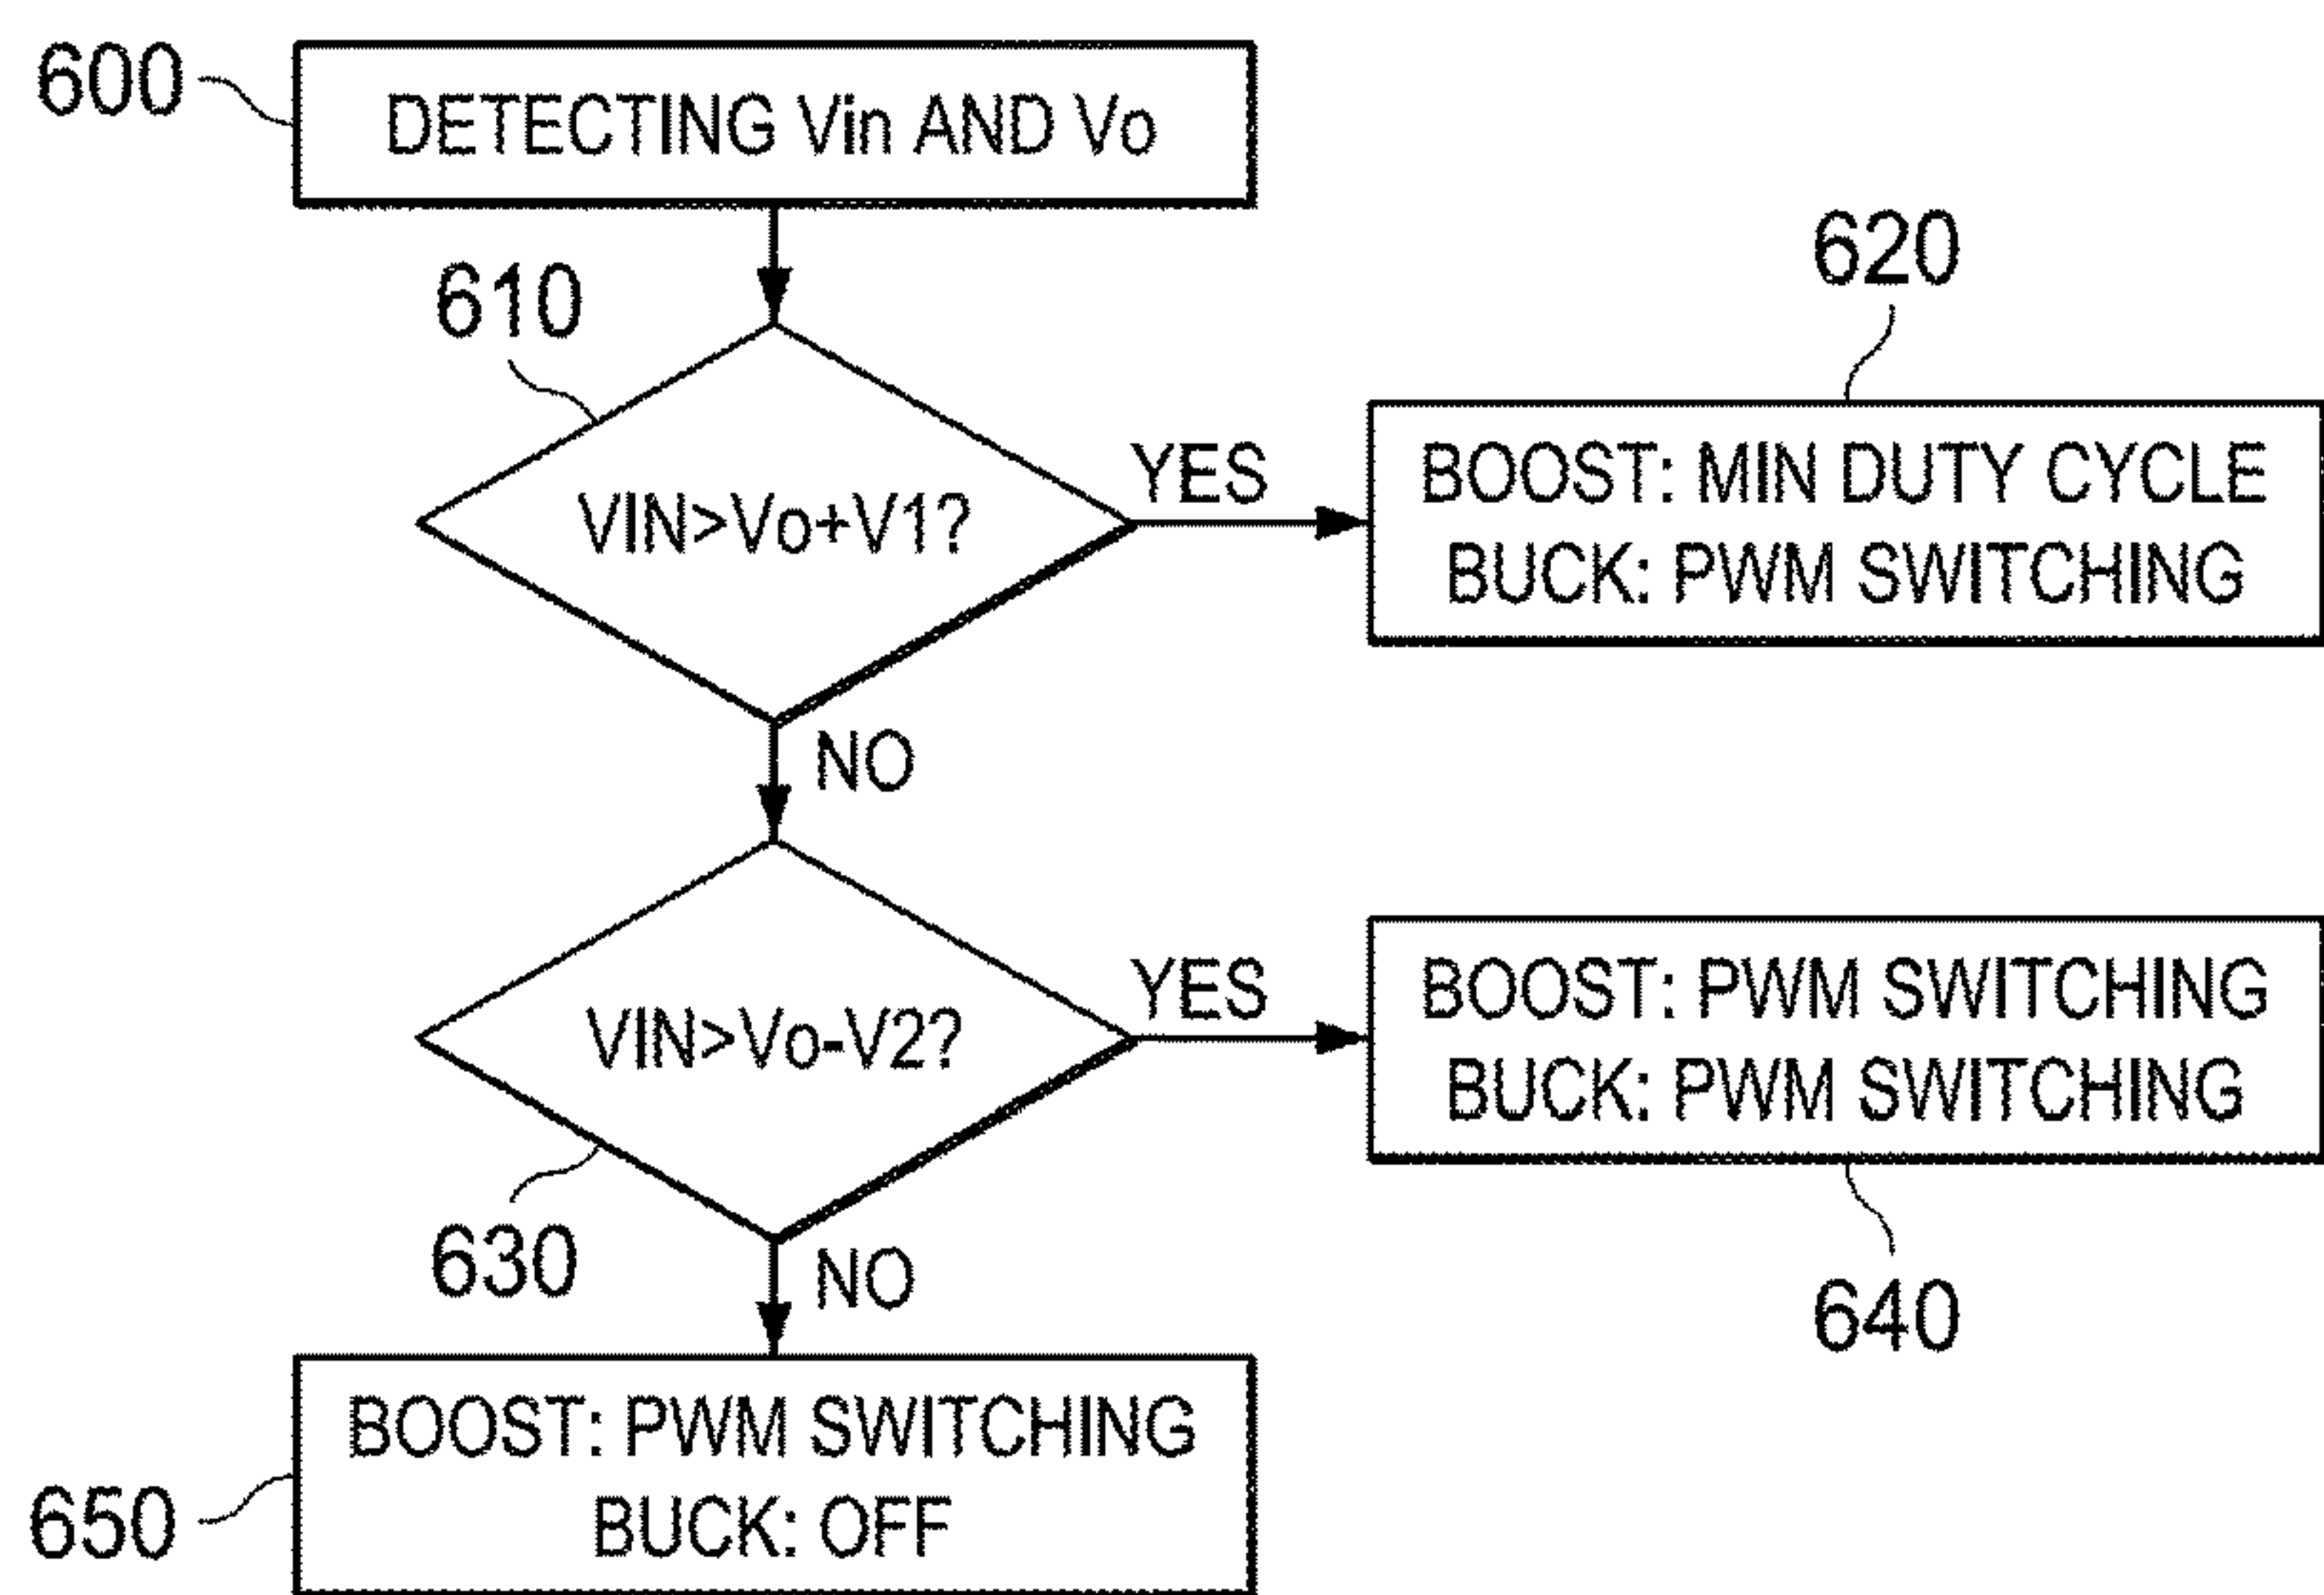 600
DETECTING Vin AND Vo
610
VIN>Vo+V1?
YES
620
BOOST: MIN DUTY CYCLE
BUCK: PWM SWITCHING
NO
630
VIN>Vo-V2?
YES
BOOST: PWM SWITCHING
BUCK: PWM SWITCHING
640
NO
650
BOOST: PWM SWITCHING
BUCK: OFF